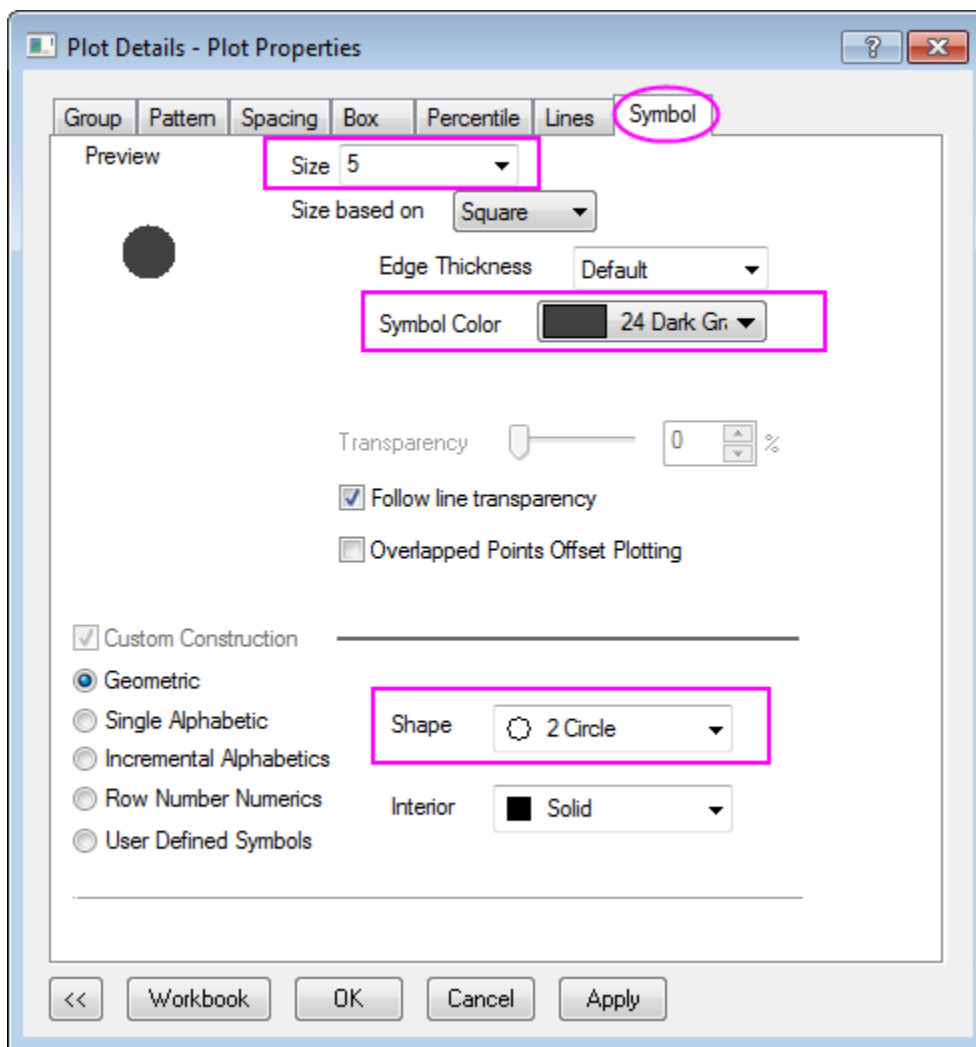 Plot Details - Plot Properties
?
Group Pattern Spacing Box Percentile Lines Symbol
Preview
Size 5
Size based on Square
Edge Thickness Default
Symbol Color 24 Dark Gr
Transparency 0 %
Follow line transparency
Overlapped Points Offset Plotting
Custom Construction
Geometric
Single Alphabetic
Shape 2 Circle
Incremental Alphabetics
Row Number Numerics
Interior Solid
User Defined Symbols
<< Workbook OK Cancel Apply